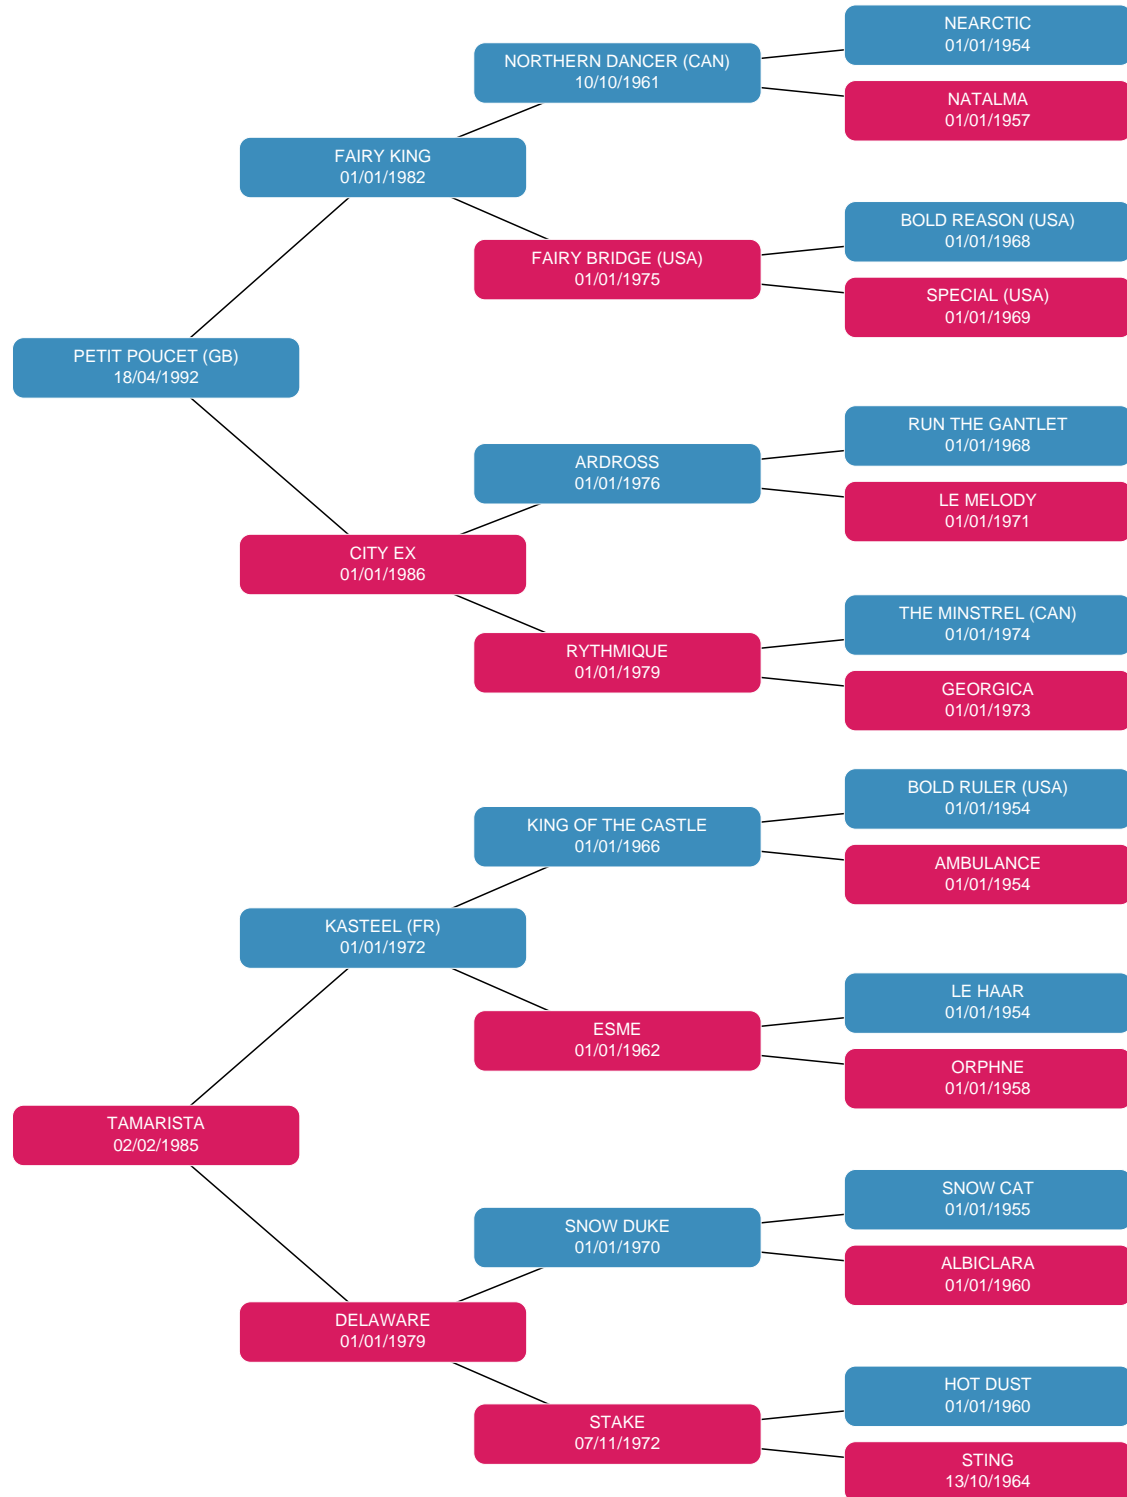 NEARCTIC
01/01/1954
NORTHERN DANCER (CAN)
10/10/1961
NATALMA
01/01/1957
FAIRY KING
01/01/1982
BOLD REASON (USA)
01/01/1968
FAIRY BRIDGE (USA)
01/01/1975
SPECIAL (USA)
01/01/1969
PETIT POUCET (GB)
18/04/1992
RUN THE GANTLET
01/01/1968
ARDROSS
01/01/1976
LE MELODY
01/01/1971
CITY EX
01/01/1986
THE MINSTREL (CAN)
01/01/1974
RYTHMIQUE
01/01/1979
GEORGICA
01/01/1973
BOLD RULER (USA)
01/01/1954
KING OF THE CASTLE
01/01/1966
AMBULANCE
01/01/1954
KASTEEL (FR)
01/01/1972
LE HAAR
01/01/1954
ESME
01/01/1962
ORPHNE
01/01/1958
TAMARISTA
02/02/1985
SNOW CAT
01/01/1955
SNOW DUKE
01/01/1970
ALBICLARA
01/01/1960
DELAWARE
01/01/1979
HOT DUST
01/01/1960
STAKE
07/11/1972
STING
13/10/1964